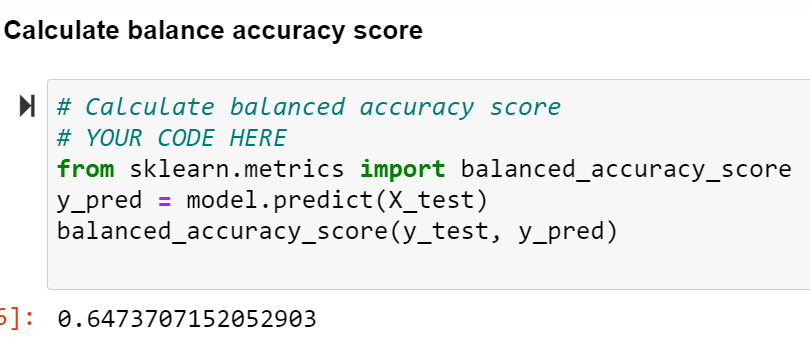 Calculate balance accuracy score
# Calculate balanced accuracy score
# YOUR CODE HERE
from sklearn.metrics import balanced_accuracy_score
y_pred = model.predict(X_test)
balanced_accuracy_score(y_test, y_pred)
6]: 0.6473707152052903